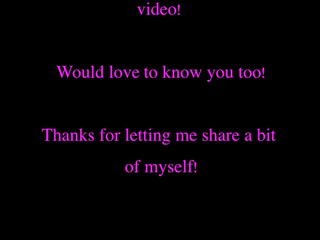 video!
Would love to know you too!
Thanks for letting me share a bit
of myself!